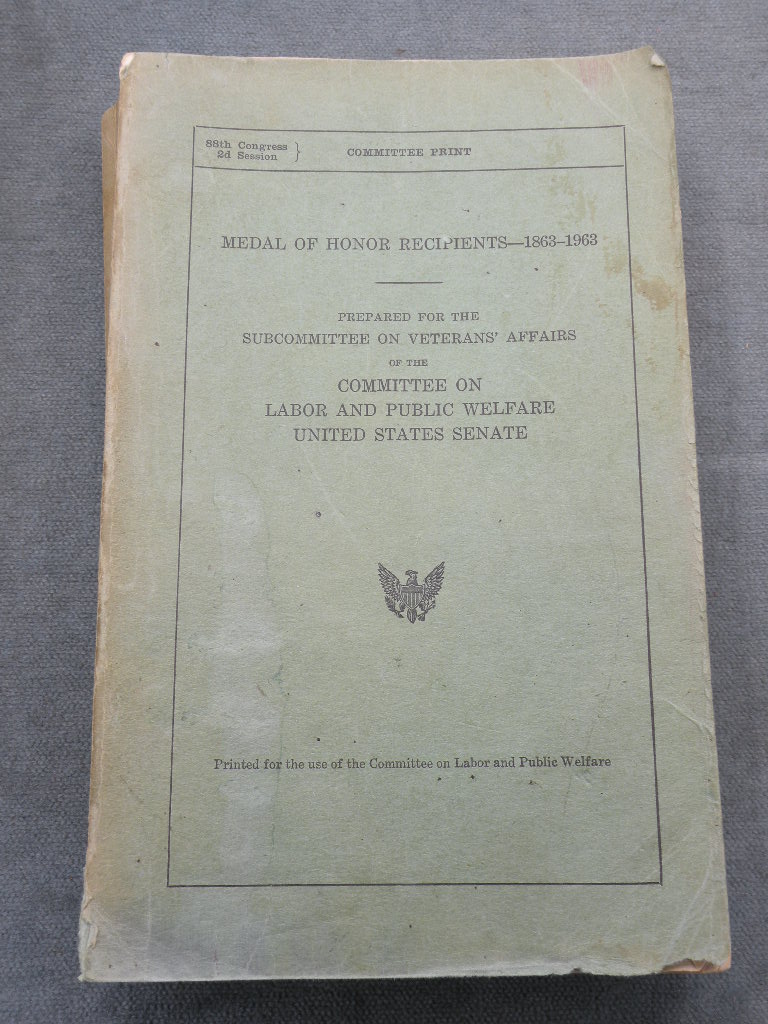 88th Congress
2d Session
COMMITTEE PRINT
MEDAL OF HONOR RECIPIENTS—1863–1963
PREPARED FOR THE
SUBCOMMITTEE ON VETERANS' AFFAIRS
OF THE
COMMITTEE ON
LABOR AND PUBLIC WELFARE
UNITED STATES SENATE
Printed for the use of the Committee on Labor and Public Welfare